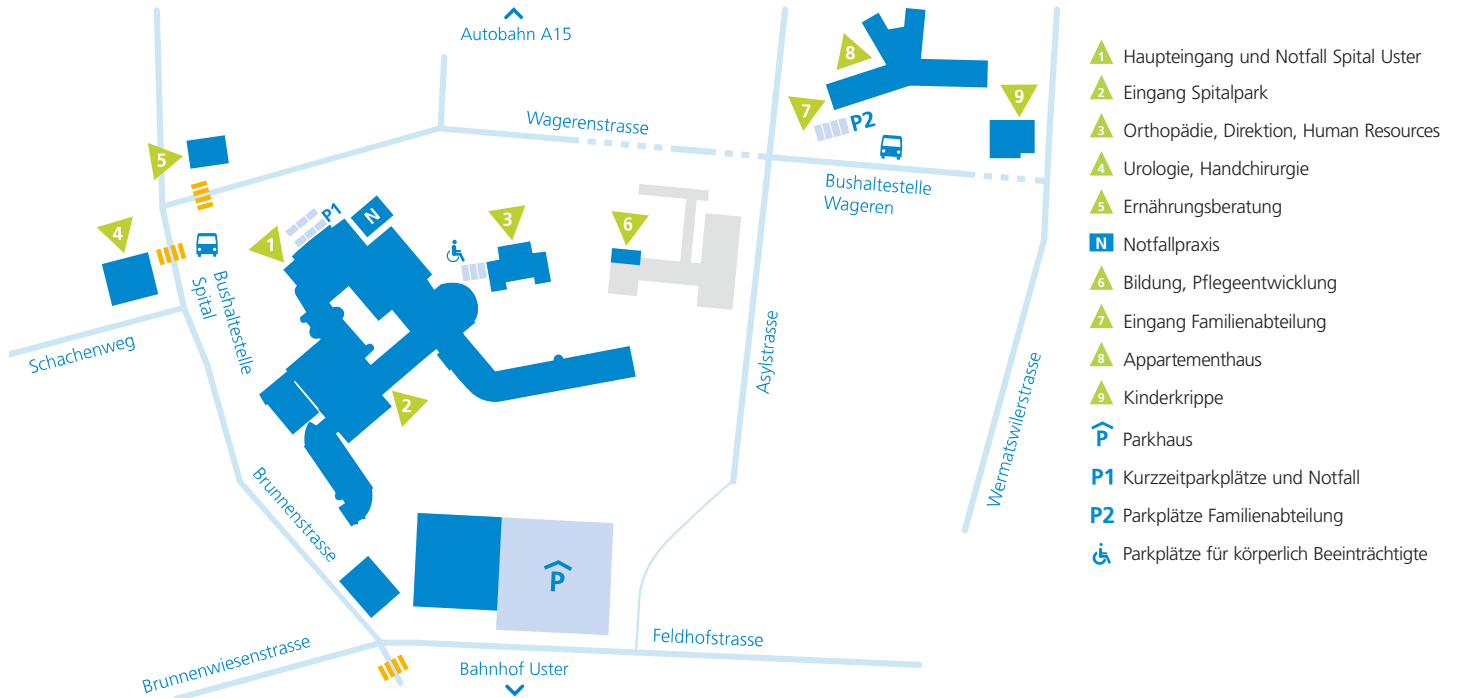 Autobahn A15
8
7
P2
9
Wagerenstrasse
Bushaltestelle
Wageren
5
4
P1
N
1
3
6
Bushaltestelle
Spital
Schachenweg
2
Asylstrasse
Wermatswilerstrasse
Brunnenstrasse
P
Feldhofstrasse
Brunnenwiesenstrasse
Bahnhof Uster
1 Haupteingang und Notfall Spital Uster
2 Eingang Spitalpark
3 Orthopädie, Direktion, Human Resources
4 Urologie, Handchirurgie
5 Ernährungsberatung
N Notfallpraxis
6 Bildung, Pflegeentwicklung
7 Eingang Familienabteilung
8 Appartementhaus
9 Kinderkrippe
P Parkhaus
P1 Kurzzeitparkplätze und Notfall
P2 Parkplätze Familienabteilung
Parkplätze für körperlich Beeinträchtigte